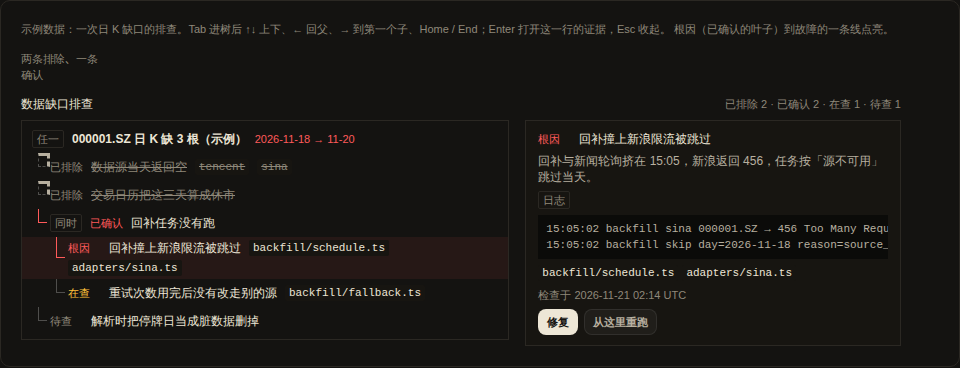 示例数据：一次日 K 缺口的排查。Tab 进树后 ↑↓ 上下、← 回父、→ 到第一个子、Home / End；Enter 打开这一行的证据，Esc 收起。 根因（已确认的叶子）到故障的一条线点亮。
两条排除、一条
确认
数据缺口排查
已排除 2 · 已确认 2 · 在查 1 · 待查 1
任一 000001.SZ 日 K 缺 3 根（示例） 2026-11-18 → 11-20
已排除 数据源当天返回空 tencent sina
已排除 交易日历把这三天算成休市
同时 已确认 回补任务没有跑
根因 回补撞上新浪限流被跳过 backfill/schedule.ts
adapters/sina.ts
在查 重试次数用完后没有改走别的源 backfill/fallback.ts
待查 解析时把停牌日当成脏数据删掉
根因 回补撞上新浪限流被跳过
回补与新闻轮询挤在 15:05，新浪返回 456，任务按「源不可用」
跳过当天。
日志
15:05:02 backfill sina 000001.SZ → 456 Too Many Requ
15:05:02 backfill skip day=2026-11-18 reason=source_
backfill/schedule.ts adapters/sina.ts
检查于 2026-11-21 02:14 UTC
修复 从这里重跑